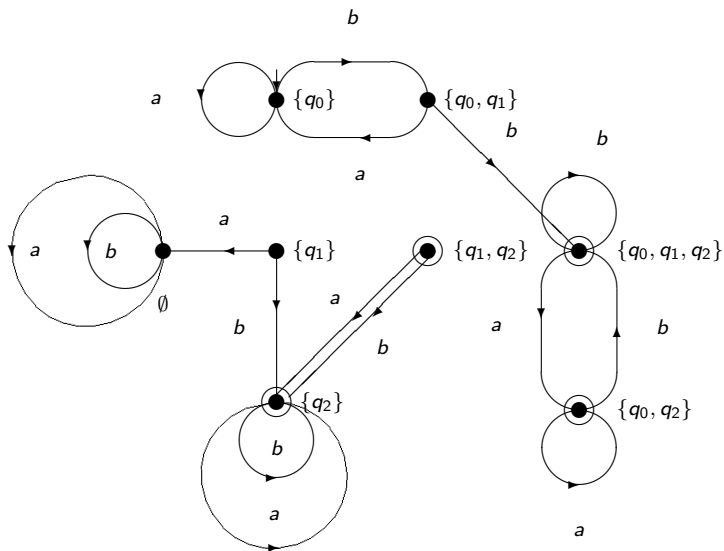 b
a {q₀} {q₀, q₁}
b
b
a
a
a b ∅ {q₁} {q₁, q₂} {q₀, q₁, q₂}
a
b b a b
{q₂} {q₀, q₂}
b
a
a